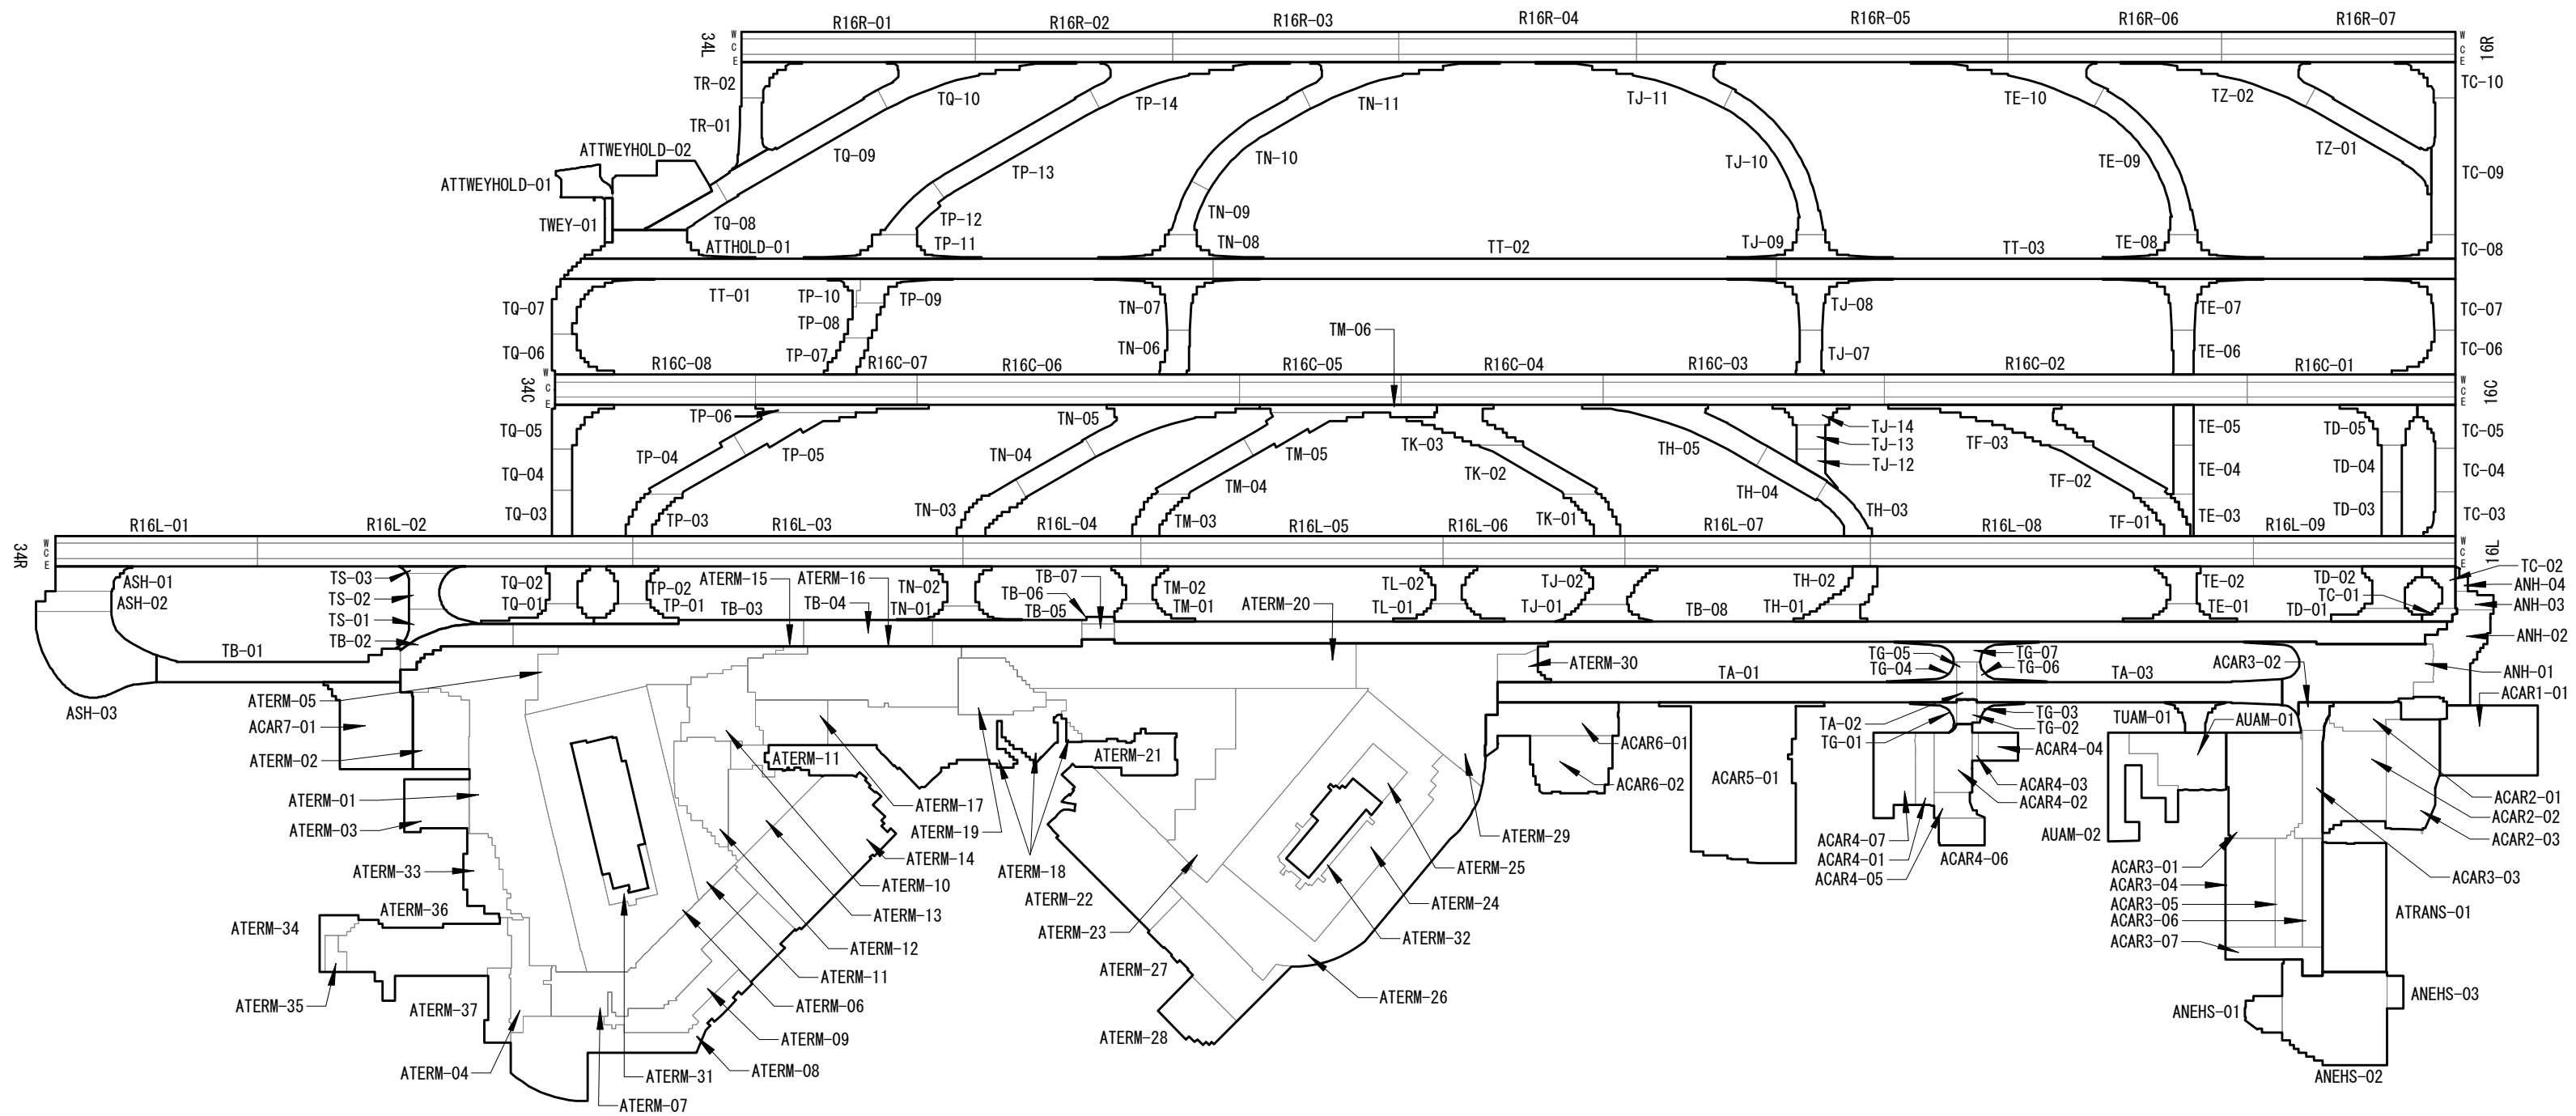 R16R-01 R16R-02 R16R-03 R16R-04 R16R-05 R16R-06 R16R-07
34L W C E W C E 16R
TR-02 TQ-10 TP-14 TN-11 TJ-11 TE-10 TZ-02 TC-10
TR-01
ATTWEYHOLD-02 TQ-09 TN-10 TJ-10 TE-09 TZ-01
ATTWEYHOLD-01 TP-13 TC-09
TWEY-01 TQ-08 TP-12 TN-09
ATTHOLD-01 TP-11 TN-08 TT-02 TJ-09 TT-03 TE-08 TC-08
TQ-07 TT-01 TP-10 TP-09 TN-07 TJ-08 TE-07 TC-07
TP-08 TM-06
TQ-06 TP-07 TN-06 TJ-07 TE-06 TC-06
R16C-08 R16C-07 R16C-06 R16C-05 R16C-04 R16C-03 R16C-02 R16C-01
34C W C E W C E 16C
TQ-05 TP-06 TN-05 TK-03 TH-05 TJ-14 TF-03 TE-05 TD-05 TC-05
TP-04 TP-05 TN-04 TM-05 TJ-13
TQ-04 TM-04 TK-02 TJ-12 TF-02 TE-04 TD-04 TC-04
TH-04
TQ-03 TP-03 TN-03 TM-03 TK-01 TH-03 TF-01 TE-03 TD-03 TC-03
R16L-01 R16L-02 R16L-03 R16L-04 R16L-05 R16L-06 R16L-07 R16L-08 R16L-09
34R W C E W C E 16L
ASH-01 TS-03 TQ-02 TP-02 ATERM-15 ATERM-16 TN-02 TB-07 TM-02 TL-02 TJ-02 TH-02 TE-02 TD-02 TC-02
ASH-02 TS-02 TB-06 TC-01 ANH-04
TS-01 TQ-01 TP-01 TB-03 TB-04 TN-01 TB-05 TM-01 ATERM-20 TL-01 TJ-01 TB-08 TH-01 TE-01 TD-01 ANH-03
TB-01 TB-02 ANH-02
ASH-03 ATERM-05 ATERM-30 TA-01 TG-05 TG-07 TA-03 ACAR3-02 ANH-01
TG-04 TG-06
ACAR7-01 TA-02 TG-03 TUAM-01 AUAM-01 ACAR1-01
TG-01 TG-02
ATERM-02 ATERM-11 ATERM-21 ACAR6-01 ACAR4-04
ATERM-01 ATERM-17 ACAR6-02 ACAR5-01 ACAR4-03 ACAR2-01
ACAR4-02 ACAR2-02
ATERM-03 ATERM-19 ATERM-29 ACAR4-07 AUAM-02 ACAR2-03
ATERM-33 ATERM-14 ATERM-18 ATERM-25 ACAR4-01 ACAR4-06 ACAR3-01
ACAR4-05 ACAR3-03
ATERM-10 ATERM-22 ACAR3-04
ATERM-34 ATERM-36 ATERM-13 ATERM-24 ACAR3-05 ATRANS-01
ACAR3-06
ATERM-12 ATERM-23 ATERM-32 ACAR3-07
ATERM-11 ATERM-27
ATERM-35 ATERM-37 ATERM-06 ATERM-26 ANEHS-01 ANEHS-03
ATERM-09 ATERM-28
ATERM-04 ATERM-31 ATERM-08 ANEHS-02
ATERM-07